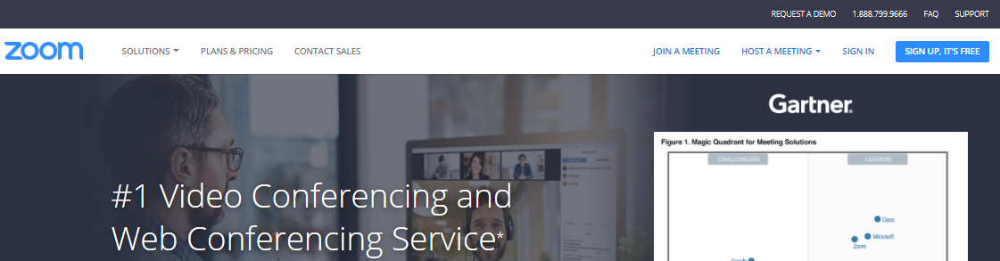 REQUEST A DEMO 1.888.799.9666 FAQ SUPPORT
zoom SOLUTIONS PLANS & PRICING CONTACT SALES JOIN A MEETING HOST A MEETING SIGN IN SIGN UP, IT'S FREE
Gartner.
Figure 1. Magic Quadrant for Meeting Solutions
CHALLENGERS LEADERS
#1 Video Conferencing and
Web Conferencing Service*
Cisco
Microsoft
Zoom